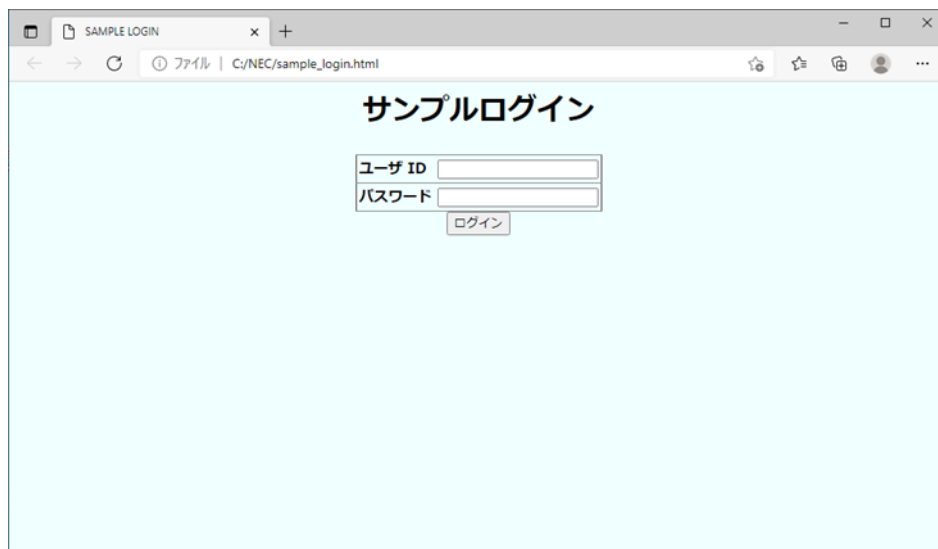 SAMPLE LOGIN
ファイル | C:/NEC/sample_login.html
サンプルログイン
ユーザ ID
パスワード
ログイン